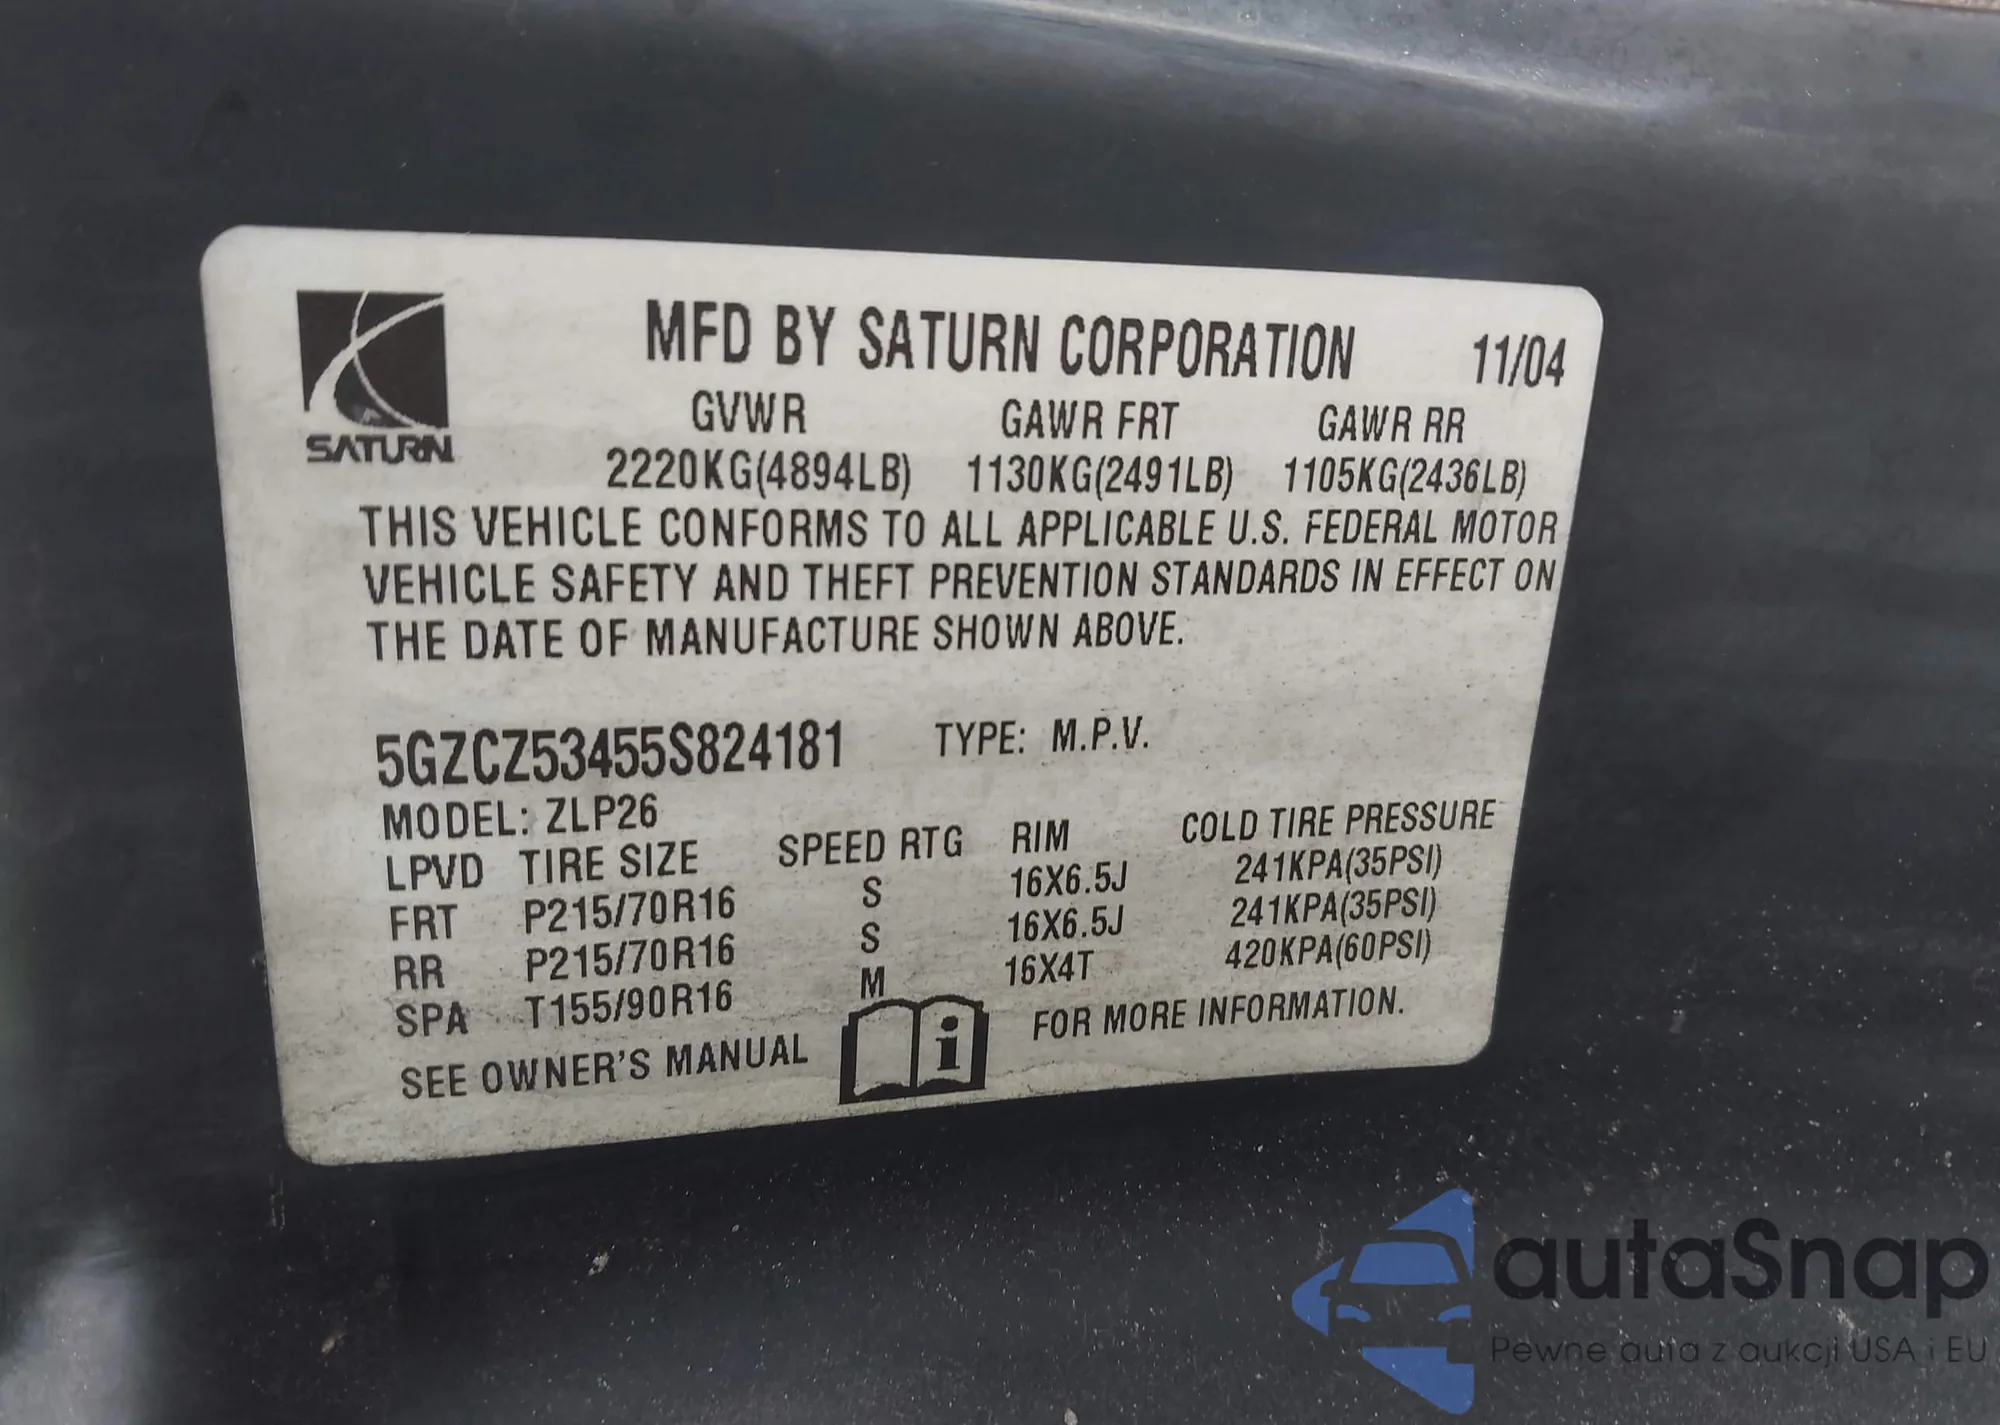 MFD BY SATURN CORPORATION 11/04
SATURN
GVWR GAWR FRT GAWR RR
2220KG(4894LB) 1130KG(2491LB) 1105KG(2436LB)
THIS VEHICLE CONFORMS TO ALL APPLICABLE U.S. FEDERAL MOTOR
VEHICLE SAFETY AND THEFT PREVENTION STANDARDS IN EFFECT ON
THE DATE OF MANUFACTURE SHOWN ABOVE.
5GZCZ53455S824181 TYPE: M.P.V.
MODEL: ZLP26
LPVD TIRE SIZE SPEED RTG RIM COLD TIRE PRESSURE
FRT P215/70R16 S 16X6.5J 241KPA(35PSI)
RR P215/70R16 S 16X6.5J 241KPA(35PSI)
SPA T155/90R16 M 16X4T 420KPA(60PSI)
SEE OWNER'S MANUAL i FOR MORE INFORMATION.
autaSnap
Pewne auta z aukcji USA i EU